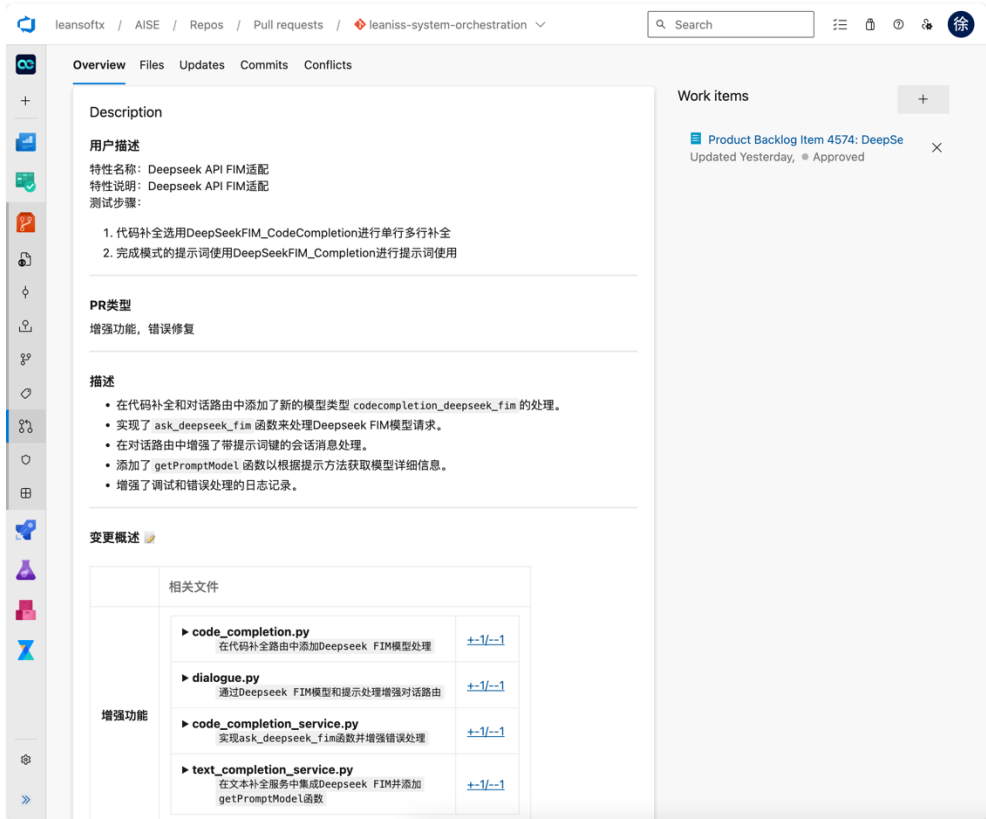 leansoftx / AISE / Repos / Pull requests / leaniss-system-orchestration
Search
徐
Overview Files Updates Commits Conflicts
Description
用户描述
特性名称：Deepseek API FIM适配
特性说明：Deepseek API FIM适配
测试步骤：
1. 代码补全选用DeepSeekFIM_CodeCompletion进行单行多行补全
2. 完成模式的提示词使用DeepSeekFIM_Completion进行提示词使用
PR类型
增强功能，错误修复
描述
• 在代码补全和对话路由中添加了新的模型类型 codecompletion_deepseek_fim 的处理。
• 实现了 ask_deepseek_fim 函数来处理Deepseek FIM模型请求。
• 在对话路由中增强了带提示词键的会话消息处理。
• 添加了 getPromptModel 函数以根据提示方法获取模型详细信息。
• 增强了调试和错误处理的日志记录。
变更概述
相关文件
增强功能
code_completion.py
在代码补全路由中添加Deepseek FIM模型处理
+-1/--1
dialogue.py
通过Deepseek FIM模型和提示处理增强对话路由
+-1/--1
code_completion_service.py
实现ask_deepseek_fim函数并增强错误处理
+-1/--1
text_completion_service.py
在文本补全服务中集成Deepseek FIM并添加
getPromptModel函数
+-1/--1
Work items
Product Backlog Item 4574: DeepSe
Updated Yesterday, Approved